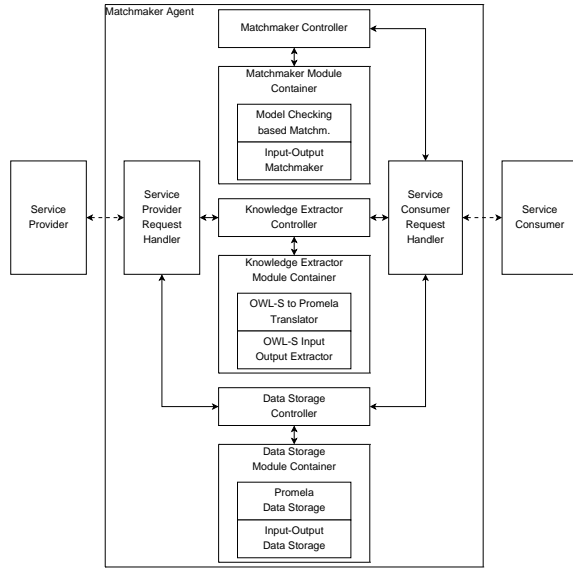 Matchmaker Agent
Matchmaker Controller
Matchmaker Module
Container
Model Checking
based Matchm.
Input-Output
Matchmaker
Service
Provider
Service
Provider
Request
Handler
Knowledge Extractor
Controller
Service
Consumer
Request
Handler
Service
Consumer
Knowledge Extractor
Module Container
OWL-S to Promela
Translator
OWL-S Input
Output Extractor
Data Storage
Controller
Data Storage
Module Container
Promela
Data Storage
Input-Output
Data Storage